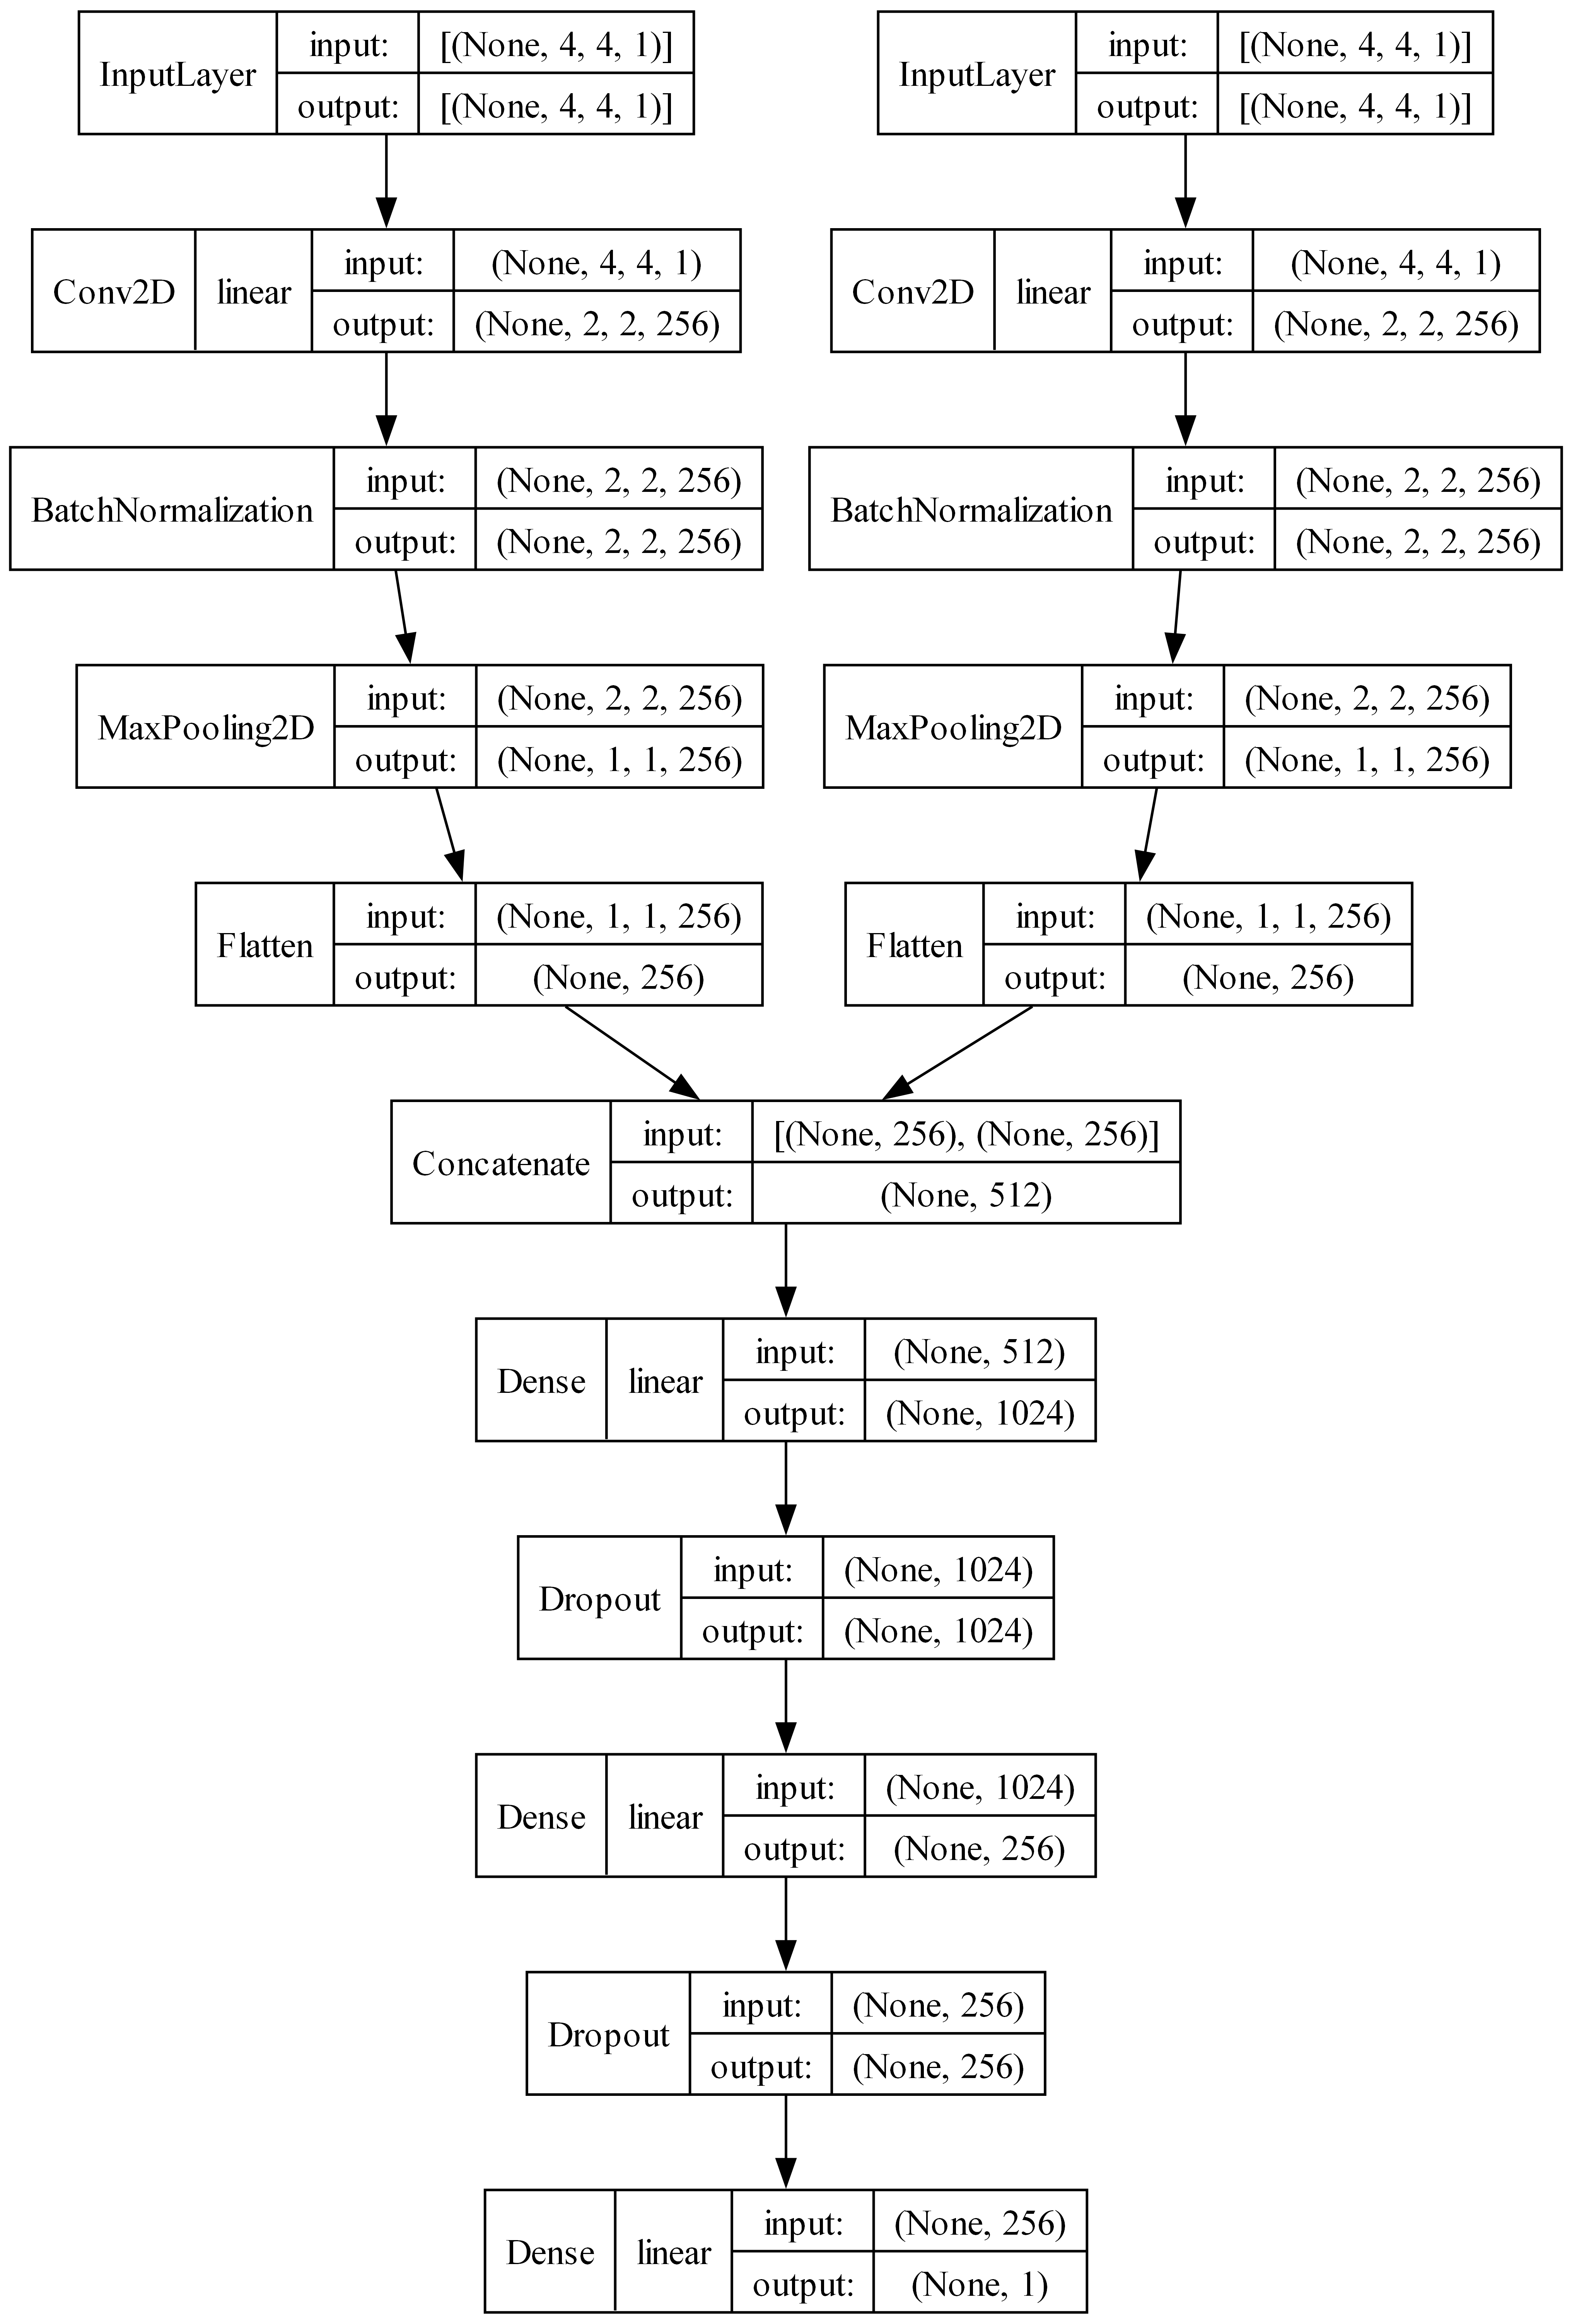 InputLayer input: [(None, 4, 4, 1)]
output: [(None, 4, 4, 1)]
InputLayer input: [(None, 4, 4, 1)]
output: [(None, 4, 4, 1)]
Conv2D linear input: (None, 4, 4, 1)
output: (None, 2, 2, 256)
Conv2D linear input: (None, 4, 4, 1)
output: (None, 2, 2, 256)
BatchNormalization input: (None, 2, 2, 256)
output: (None, 2, 2, 256)
BatchNormalization input: (None, 2, 2, 256)
output: (None, 2, 2, 256)
MaxPooling2D input: (None, 2, 2, 256)
output: (None, 1, 1, 256)
MaxPooling2D input: (None, 2, 2, 256)
output: (None, 1, 1, 256)
Flatten input: (None, 1, 1, 256)
output: (None, 256)
Flatten input: (None, 1, 1, 256)
output: (None, 256)
Concatenate input: [(None, 256), (None, 256)]
output: (None, 512)
Dense linear input: (None, 512)
output: (None, 1024)
Dropout input: (None, 1024)
output: (None, 1024)
Dense linear input: (None, 1024)
output: (None, 256)
Dropout input: (None, 256)
output: (None, 256)
Dense linear input: (None, 256)
output: (None, 1)